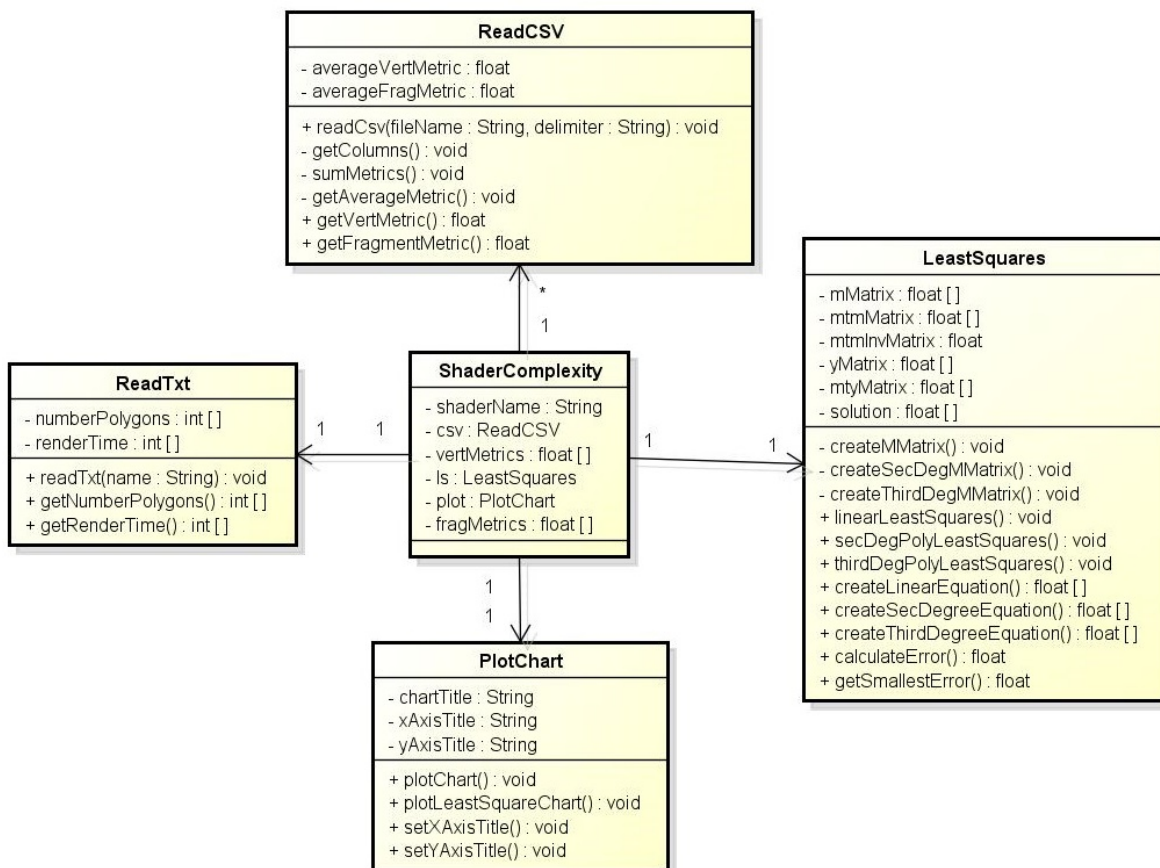 ReadCSV
- averageVertMetric : float
- averageFragMetric : float
+ readCsv(fileName : String, delimiter : String) : void
- getColumns() : void
- sumMetrics() : void
- getAverageMetric() : void
+ getVertMetric() : float
+ getFragmentMetric() : float
*
1
ReadTxt
- numberPolygons : int [ ]
- renderTime : int [ ]
+ readTxt(name : String) : void
+ getNumberPolygons() : int [ ]
+ getRenderTime() : int [ ]
1
1
ShaderComplexity
- shaderName : String
- csv : ReadCSV
- vertMetrics : float [ ]
- ls : LeastSquares
- plot : PlotChart
- fragMetrics : float [ ]
1
1
LeastSquares
- mMatrix : float [ ]
- mtmMatrix : float [ ]
- mtmInvMatrix : float
- yMatrix : float [ ]
- mtyMatrix : float [ ]
- solution : float [ ]
- createMMatrix() : void
- createSecDegMMatrix() : void
- createThirdDegMMatrix() : void
+ linearLeastSquares() : void
+ secDegPolyLeastSquares() : void
+ thirdDegPolyLeastSquares() : void
+ createLinearEquation() : float [ ]
+ createSecDegreeEquation() : float [ ]
+ createThirdDegreeEquation() : float [ ]
+ calculateError() : float
+ getSmallestError() : float
1
1
PlotChart
- chartTitle : String
- xAxisTitle : String
- yAxisTitle : String
+ plotChart() : void
+ plotLeastSquareChart() : void
+ setXAxisTitle() : void
+ setYAxisTitle() : void